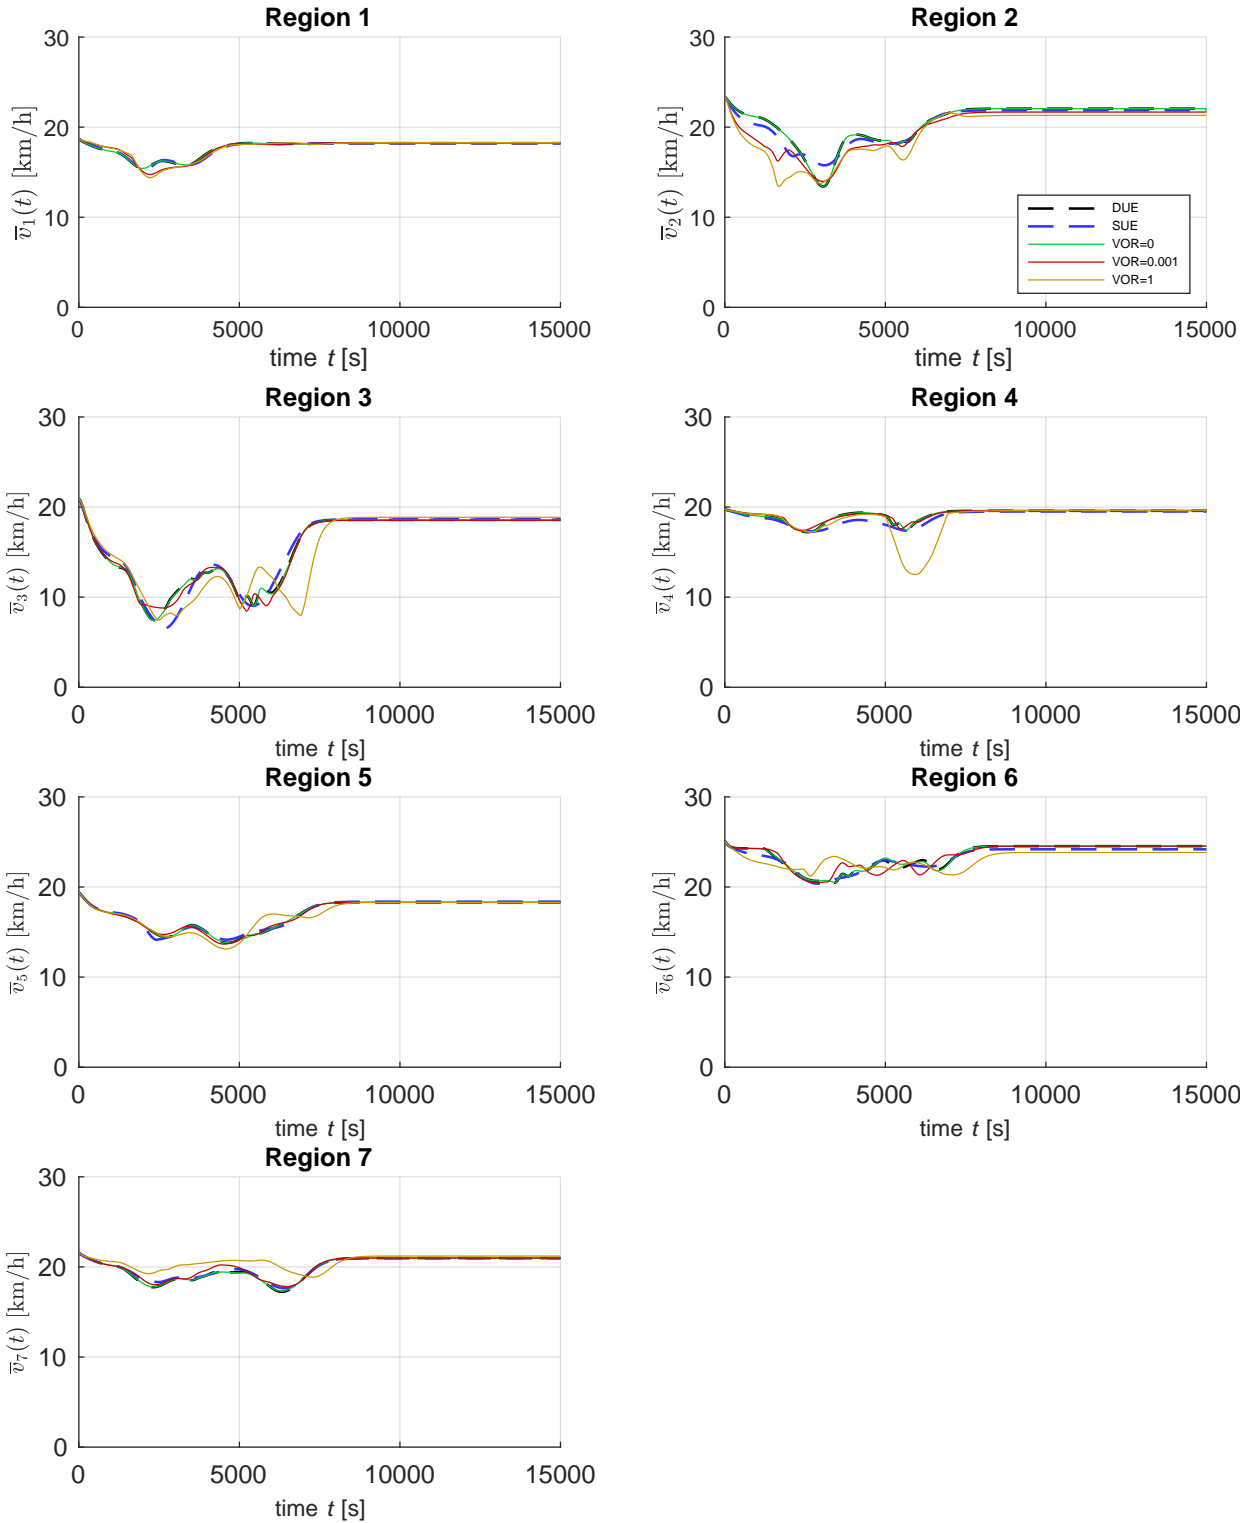 Region 1
30
20
10
0
0 5000 10000 15000
time t [s]
v̅₁(t) [km/h]
Region 2
30
20
10
0
0 5000 10000 15000
time t [s]
v̅₂(t) [km/h]
DUE
SUE
VOR=0
VOR=0.001
VOR=1
Region 3
30
20
10
0
0 5000 10000 15000
time t [s]
v̅₃(t) [km/h]
Region 4
30
20
10
0
0 5000 10000 15000
time t [s]
v̅₄(t) [km/h]
Region 5
30
20
10
0
0 5000 10000 15000
time t [s]
v̅₅(t) [km/h]
Region 6
30
20
10
0
0 5000 10000 15000
time t [s]
v̅₆(t) [km/h]
Region 7
30
20
10
0
0 5000 10000 15000
time t [s]
v̅₇(t) [km/h]